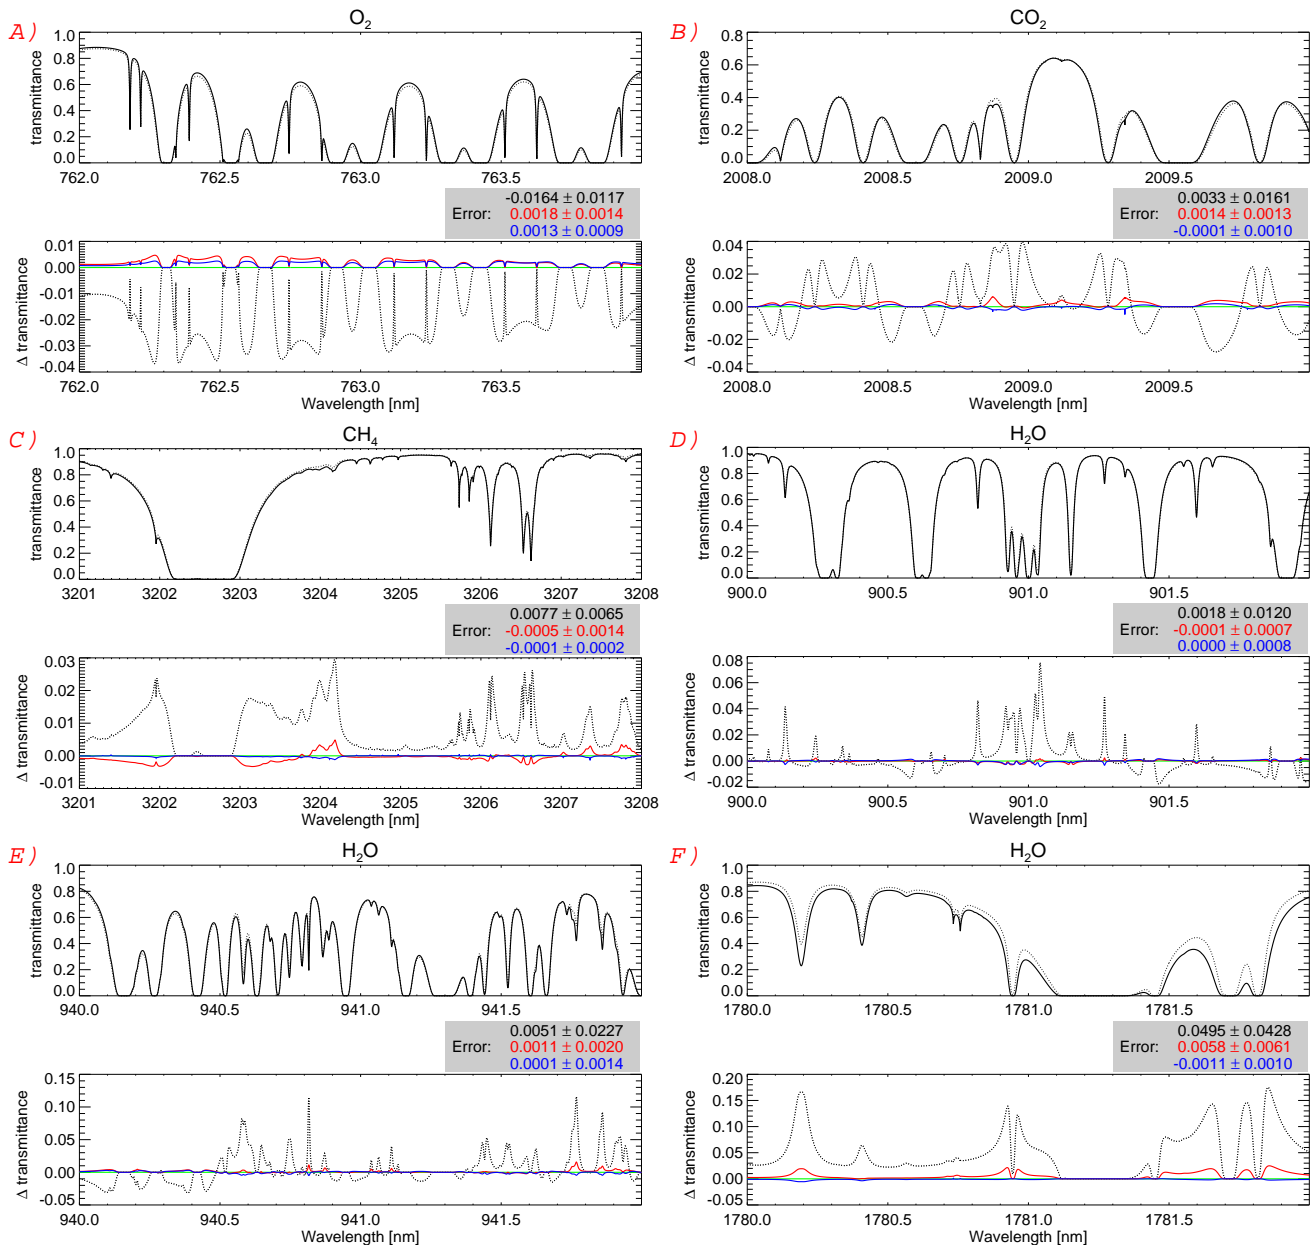 A)
O2
transmittance
1.0
0.8
0.6
0.4
0.2
0.0
762.0 762.5 763.0 763.5
-0.0164 ± 0.0117
Error: 0.0018 ± 0.0014
0.0013 ± 0.0009
Δ transmittance
0.01
0.00
-0.01
-0.02
-0.03
-0.04
762.0 762.5 763.0 763.5
Wavelength [nm]
B)
CO2
transmittance
0.8
0.6
0.4
0.2
0.0
2008.0 2008.5 2009.0 2009.5
0.0033 ± 0.0161
Error: 0.0014 ± 0.0013
-0.0001 ± 0.0010
Δ transmittance
0.04
0.02
0.00
-0.02
-0.04
2008.0 2008.5 2009.0 2009.5
Wavelength [nm]
C)
CH4
transmittance
1.0
0.8
0.6
0.4
0.2
0.0
3201 3202 3203 3204 3205 3206 3207 3208
0.0077 ± 0.0065
Error: -0.0005 ± 0.0014
-0.0001 ± 0.0002
Δ transmittance
0.03
0.02
0.01
0.00
-0.01
3201 3202 3203 3204 3205 3206 3207 3208
Wavelength [nm]
D)
H2O
transmittance
1.0
0.8
0.6
0.4
0.2
0.0
900.0 900.5 901.0 901.5
0.0018 ± 0.0120
Error: -0.0001 ± 0.0007
0.0000 ± 0.0008
Δ transmittance
0.08
0.06
0.04
0.02
0.00
-0.02
900.0 900.5 901.0 901.5
Wavelength [nm]
E)
H2O
transmittance
1.0
0.8
0.6
0.4
0.2
0.0
940.0 940.5 941.0 941.5
0.0051 ± 0.0227
Error: 0.0011 ± 0.0020
0.0001 ± 0.0014
Δ transmittance
0.15
0.10
0.05
0.00
-0.05
940.0 940.5 941.0 941.5
Wavelength [nm]
F)
H2O
transmittance
1.0
0.8
0.6
0.4
0.2
0.0
1780.0 1780.5 1781.0 1781.5
0.0495 ± 0.0428
Error: 0.0058 ± 0.0061
-0.0011 ± 0.0010
Δ transmittance
0.20
0.15
0.10
0.05
0.00
-0.05
1780.0 1780.5 1781.0 1781.5
Wavelength [nm]